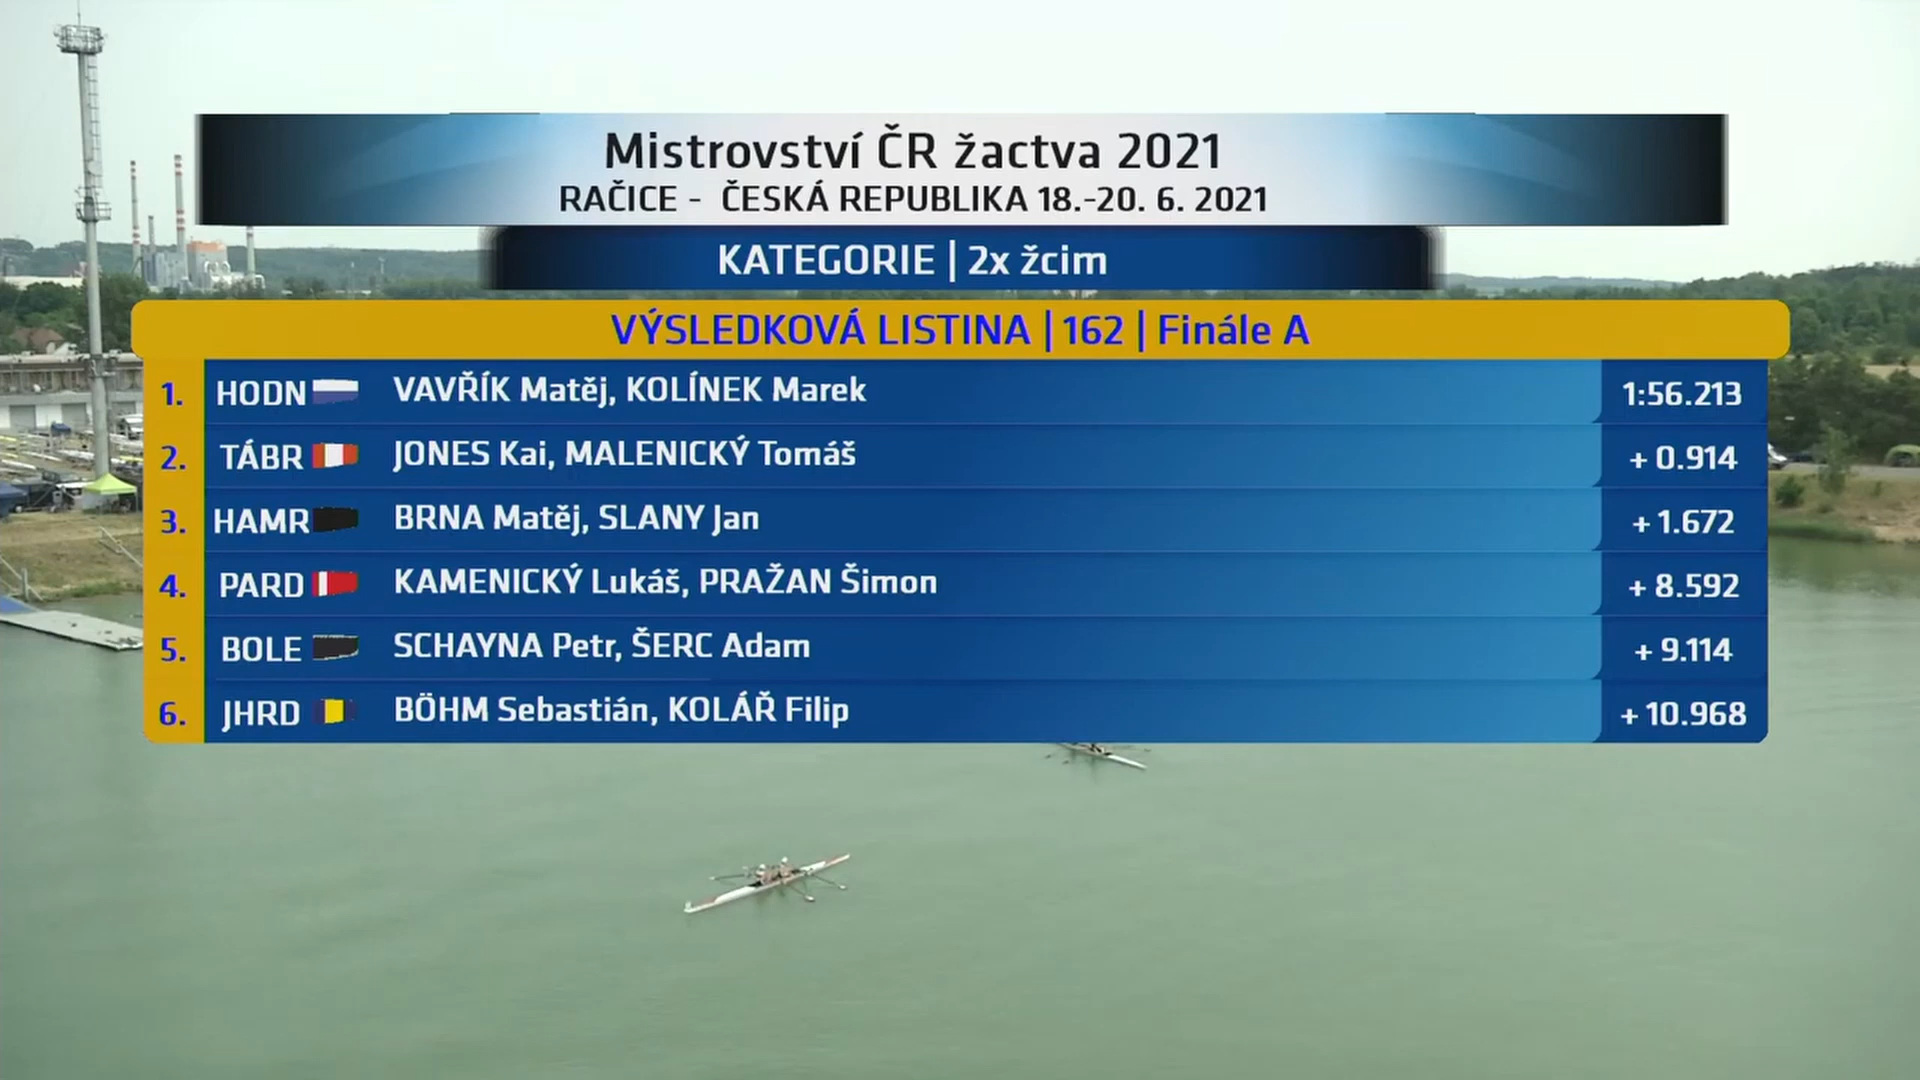 Mistrovství ČR žactva 2021
RAČICE - ČESKÁ REPUBLIKA 18.-20. 6. 2021
KATEGORIE | 2x žcim
VÝSLEDKOVÁ LISTINA | 162 | Finále A
1. HODN VAVŘÍK Matěj, KOLÍNEK Marek 1:56.213
2. TÁBR JONES Kai, MALENICKÝ Tomáš + 0.914
3. HAMR BRNA Matěj, SLANY Jan + 1.672
4. PARD KAMENICKÝ Lukáš, PRAŽAN Šimon + 8.592
5. BOLE SCHAYNA Petr, ŠERC Adam + 9.114
6. JHRD BÖHM Sebastián, KOLÁŘ Filip + 10.968